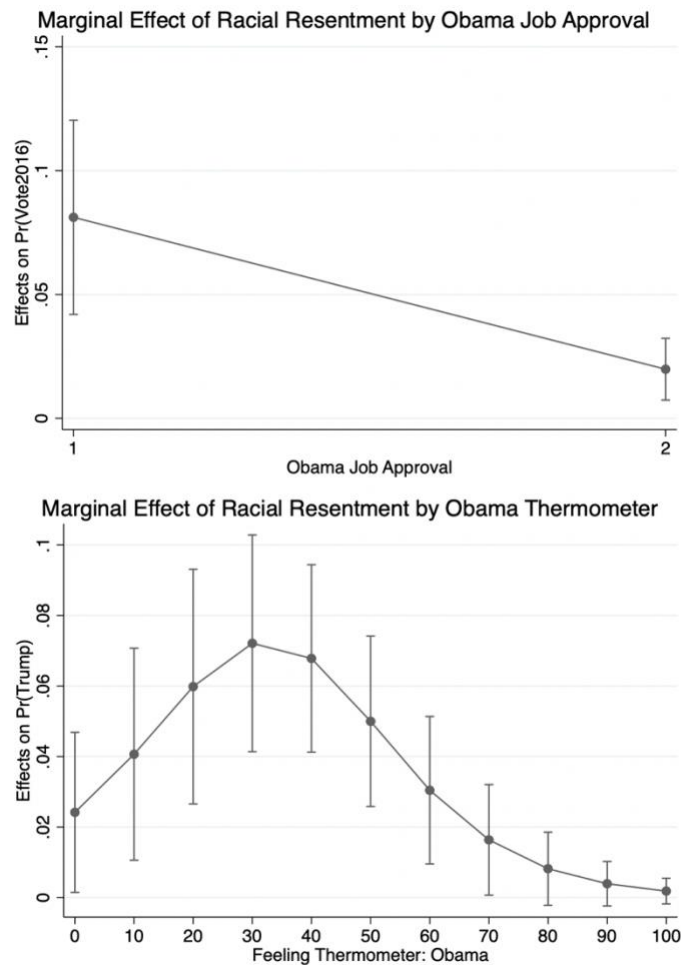 Marginal Effect of Racial Resentment by Obama Job Approval
.15
.1
.05
0
Effects on Pr(Vote2016)
1
2
Obama Job Approval
Marginal Effect of Racial Resentment by Obama Thermometer
.1
.08
.06
.04
.02
0
Effects on Pr(Trump)
0 10 20 30 40 50 60 70 80 90 100
Feeling Thermometer: Obama